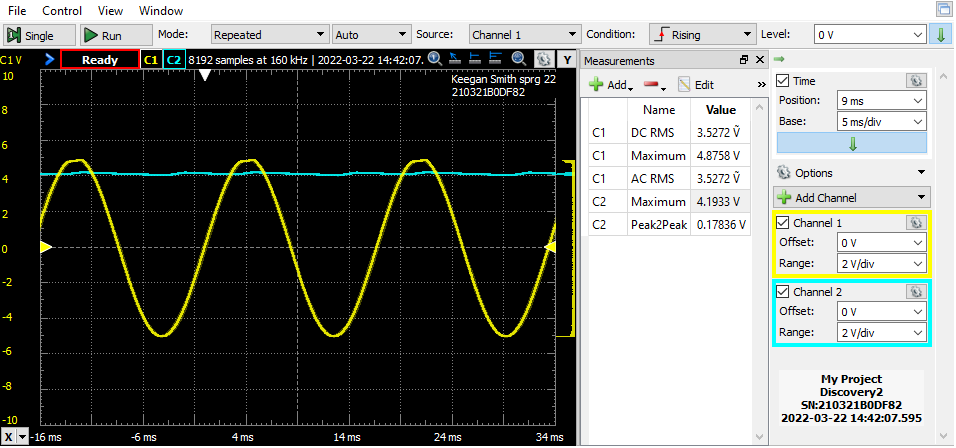 File Control View Window
Single Run Mode: Repeated Auto Source: Channel 1 Condition: Rising Level: 0 V
C1 V Ready C1 C2 8192 samples at 160 kHz | 2022-03-22 14:42:07. Y
Keegan Smith sprg 22
210321B0DF82
10
8
6
4
2
0
-2
-4
-6
-8
-10
X -16 ms -6 ms 4 ms 14 ms 24 ms 34 ms
Measurements
Add Edit »
Name Value
C1 DC RMS 3.5272 Ṽ
C1 Maximum 4.8758 V
C1 AC RMS 3.5272 Ṽ
C2 Maximum 4.1933 V
C2 Peak2Peak 0.17836 V
Time
Position: 9 ms
Base: 5 ms/div
Options
Add Channel
Channel 1
Offset: 0 V
Range: 2 V/div
Channel 2
Offset: 0 V
Range: 2 V/div
My Project
Discovery2
SN:210321B0DF82
2022-03-22 14:42:07.595